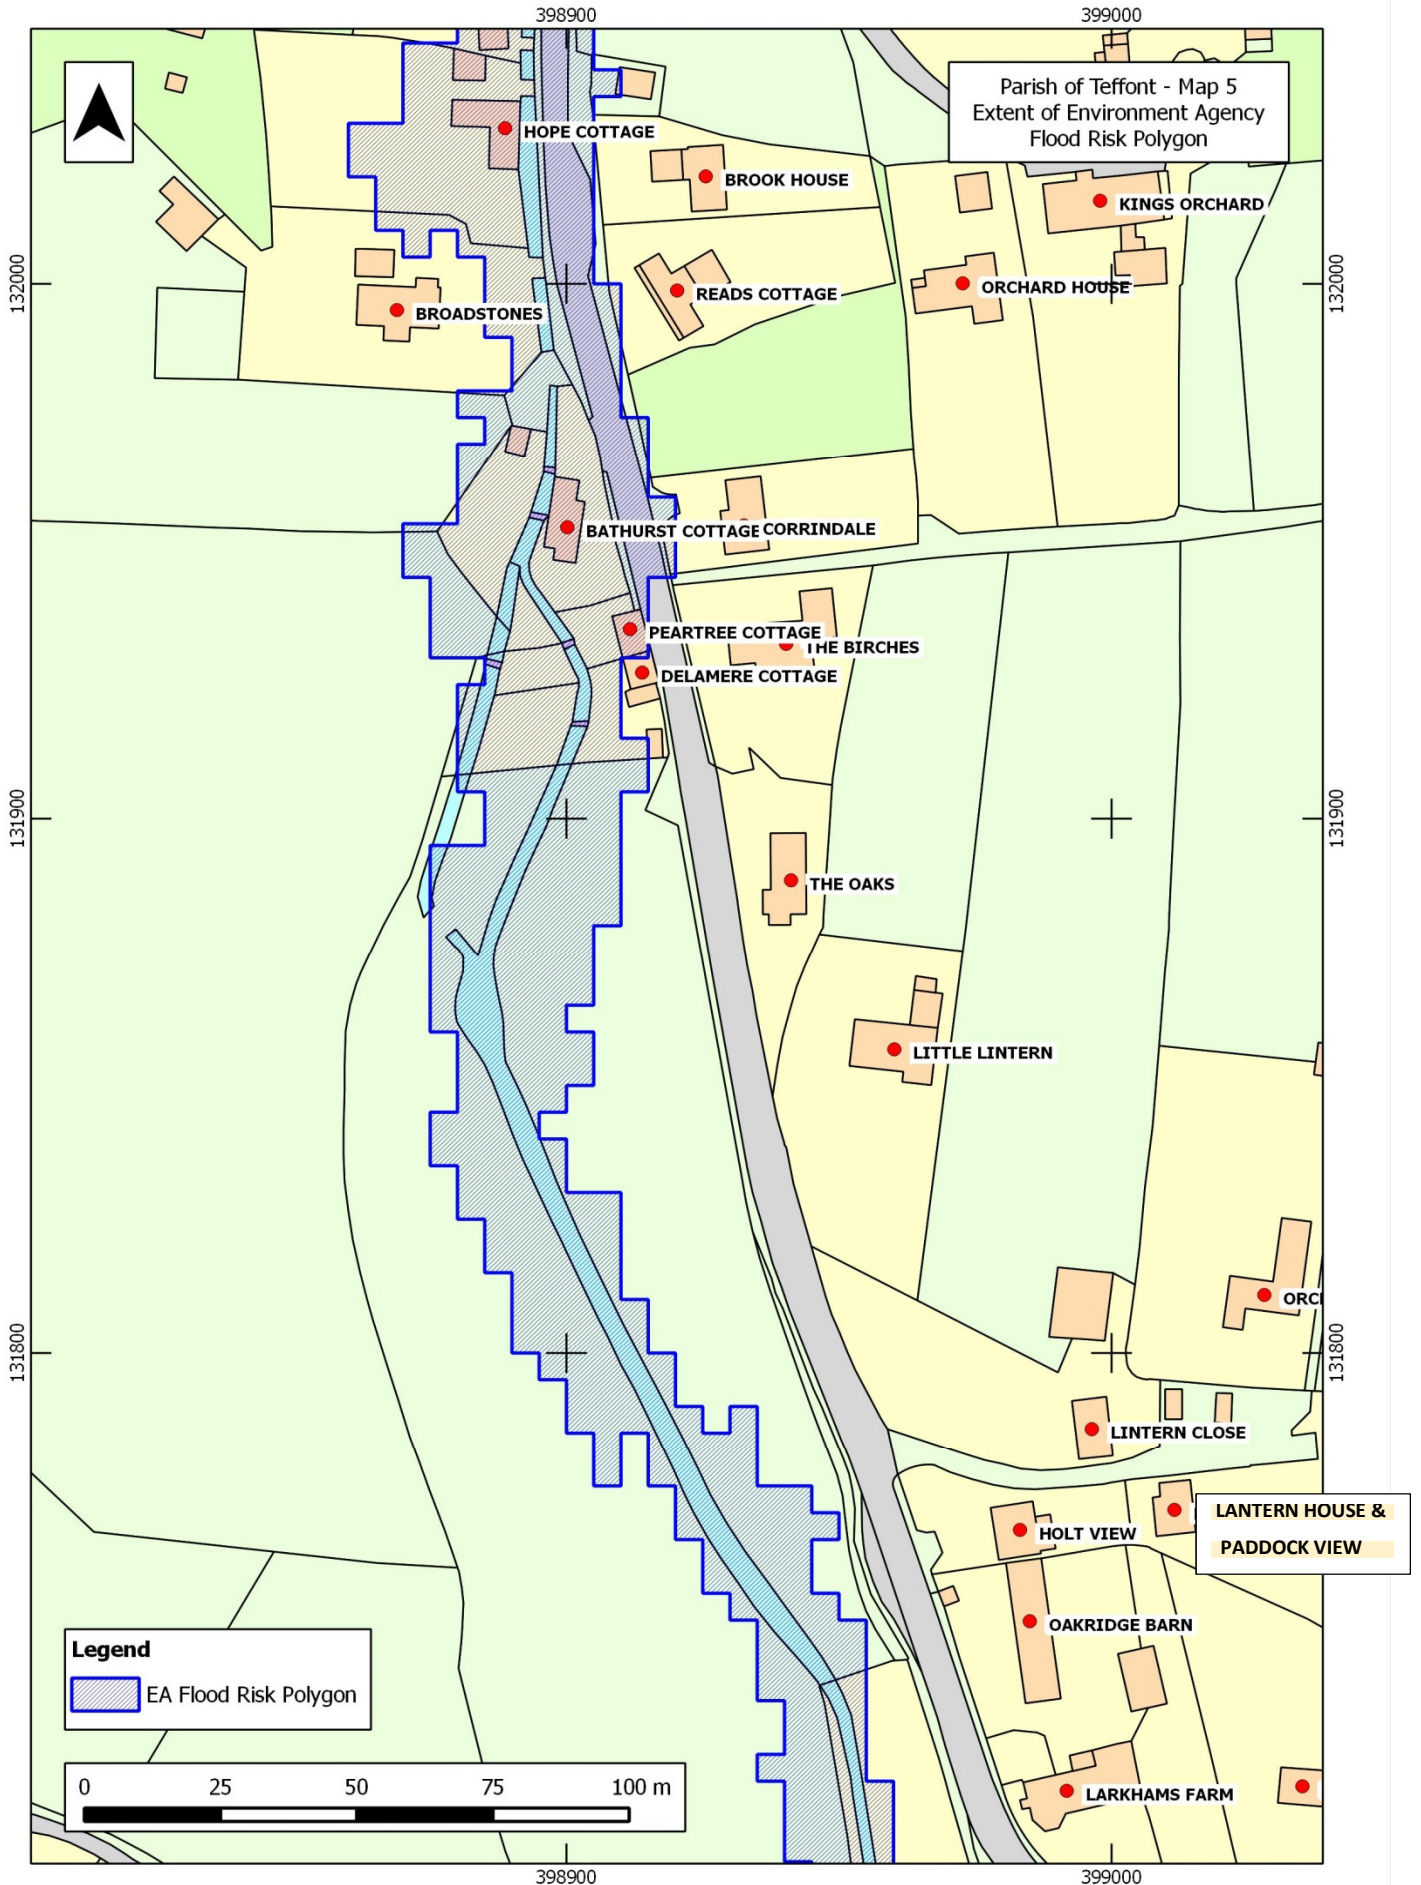 398900
399000
Parish of Teffont - Map 5
Extent of Environment Agency
Flood Risk Polygon
HOPE COTTAGE
BROOK HOUSE
KINGS ORCHARD
132000
132000
READS COTTAGE
ORCHARD HOUSE
BROADSTONES
BATHURST COTTAGE
CORRINDALE
PEARTREE COTTAGE
THE BIRCHES
DELAMERE COTTAGE
131900
131900
THE OAKS
LITTLE LINTERN
ORCH
131800
131800
LINTERN CLOSE
LANTERN HOUSE &
PADDOCK VIEW
HOLT VIEW
OAKRIDGE BARN
Legend
EA Flood Risk Polygon
0 25 50 75 100 m
LARKHAMS FARM
398900
399000